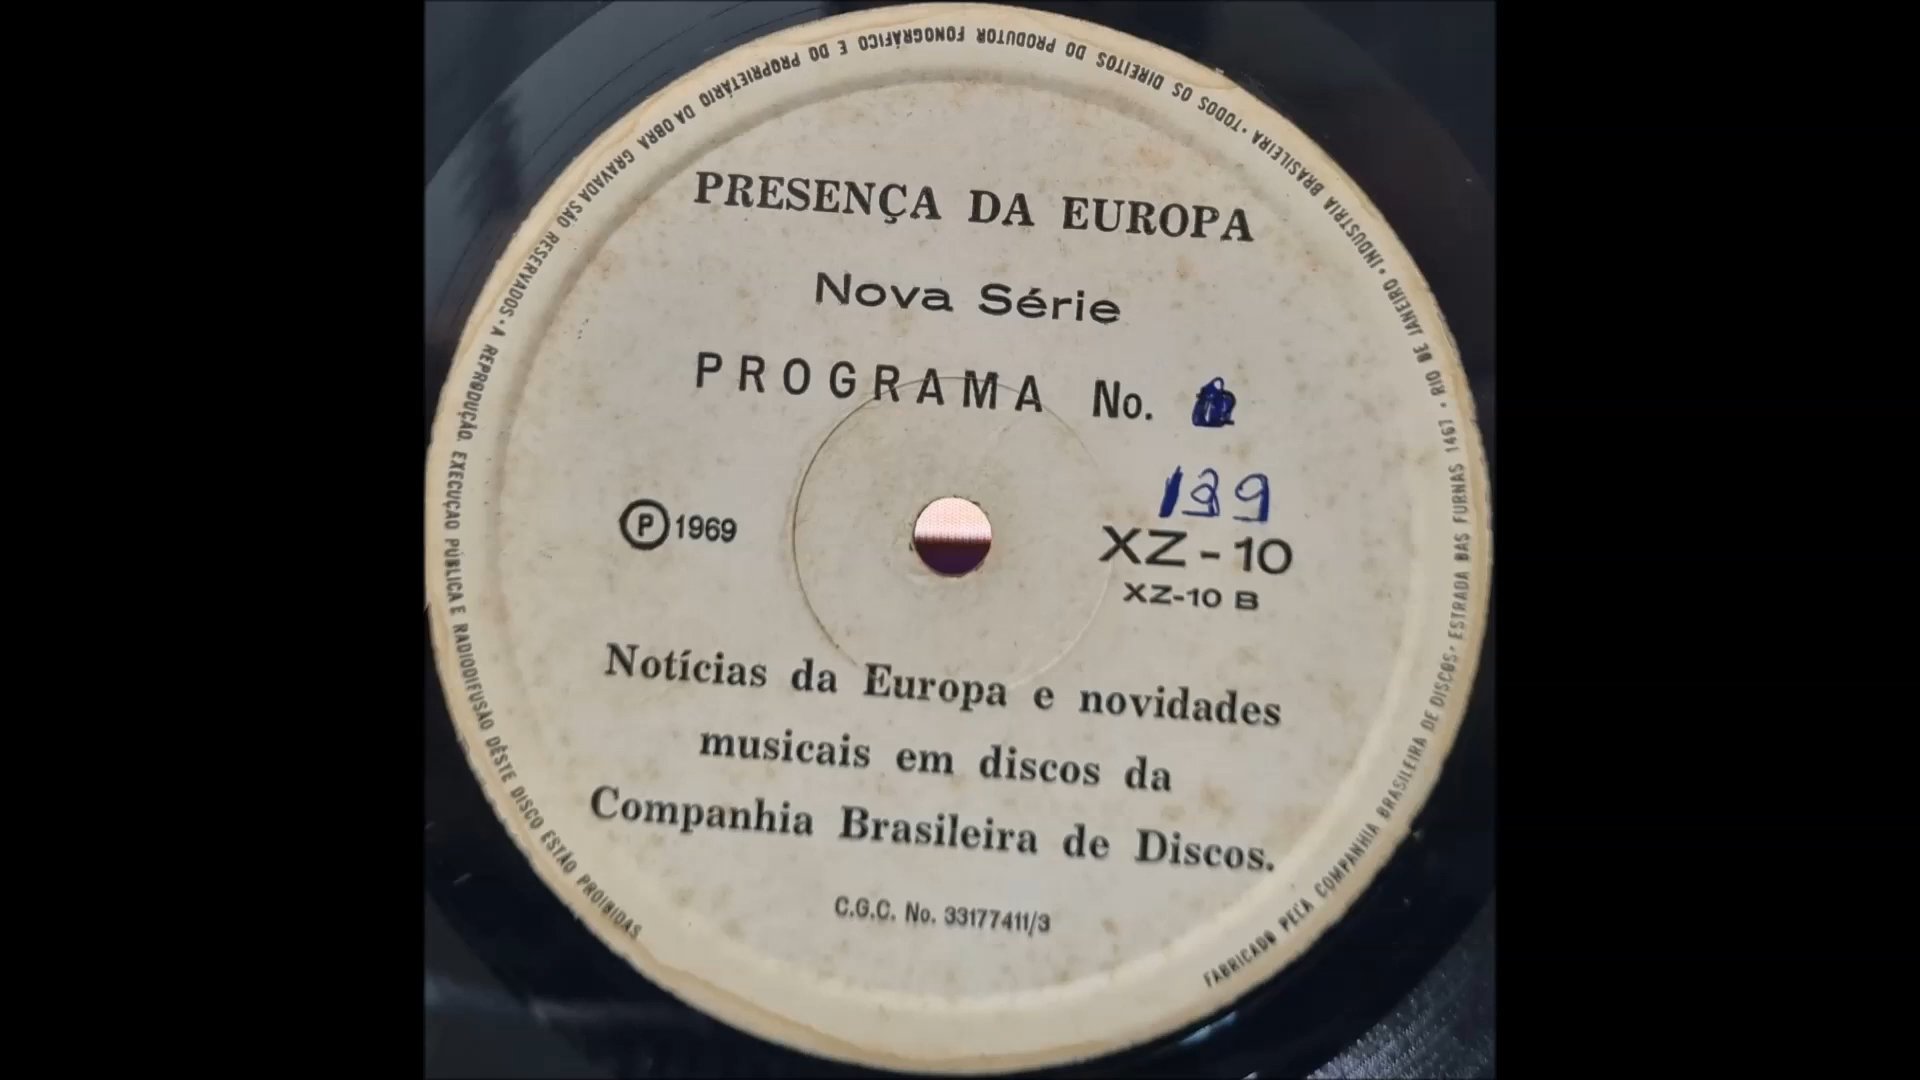 PRESENÇA DA EUROPA
Nova Série
PROGRAMA No.
139
Ⓟ 1969
XZ-10
XZ-10 B
Notícias da Europa e novidades
musicais em discos da
Companhia Brasileira de Discos.
C.G.C. No. 33177411/3
FABRICADO PELA COMPANHIA BRASILEIRA DE DISCOS • ESTRADA DAS FURNAS 1467 • RIO DE JANEIRO • INDUSTRIA BRASILEIRA • TODOS OS DIREITOS DO PRODUTOR FONOGRÁFICO E DO PROPRIETÁRIO DA OBRA GRAVADA SÃO RESERVADOS • A REPRODUÇÃO, EXECUÇÃO PÚBLICA E RADIODIFUSÃO DÊSTE DISCO ESTÃO PROIBIDAS